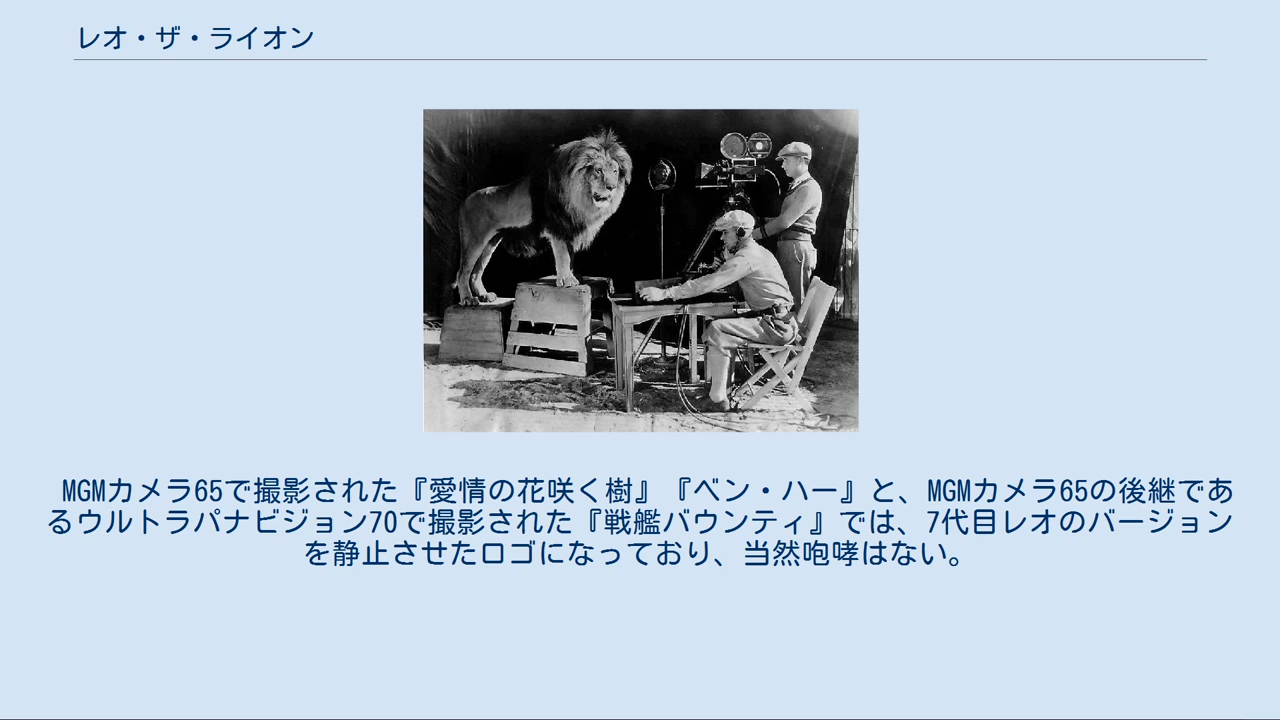 レオ・ザ・ライオン
MGMカメラ65で撮影された『愛情の花咲く樹』『ベン・ハー』と、MGMカメラ65の後継であ
るウルトラパナビジョン70で撮影された『戦艦バウンティ』では、7代目レオのバージョン
を静止させたロゴになっており、当然咆哮はない。